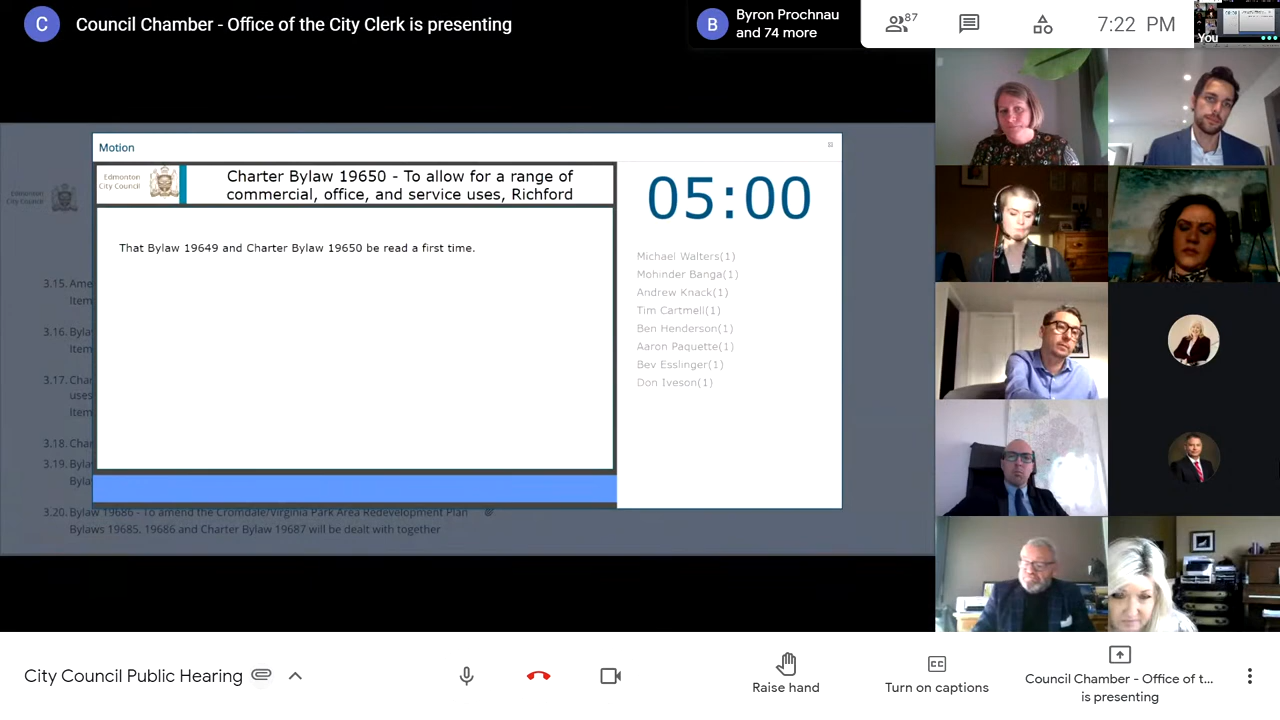 C Council Chamber - Office of the City Clerk is presenting
B Byron Prochnau
and 74 more
87
7:22 PM
You
Motion
Edmonton
City Council
Charter Bylaw 19650 - To allow for a range of
commercial, office, and service uses, Richford
That Bylaw 19649 and Charter Bylaw 19650 be read a first time.
05:00
Michael Walters(1)
Mohinder Banga(1)
Andrew Knack(1)
Tim Cartmell(1)
Ben Henderson(1)
Aaron Paquette(1)
Bev Esslinger(1)
Don Iveson(1)
Edmonton
City Council
3.15.
3.16.
3.17.
uses
3.18.
3.19.
3.20. Bylaw 19686 - To amend the Cromdale/Virginia Park Area Redevelopment Plan
Bylaws 19685, 19686 and Charter Bylaw 19687 will be dealt with together
City Council Public Hearing
Raise hand
CC
Turn on captions
Council Chamber - Office of t...
is presenting